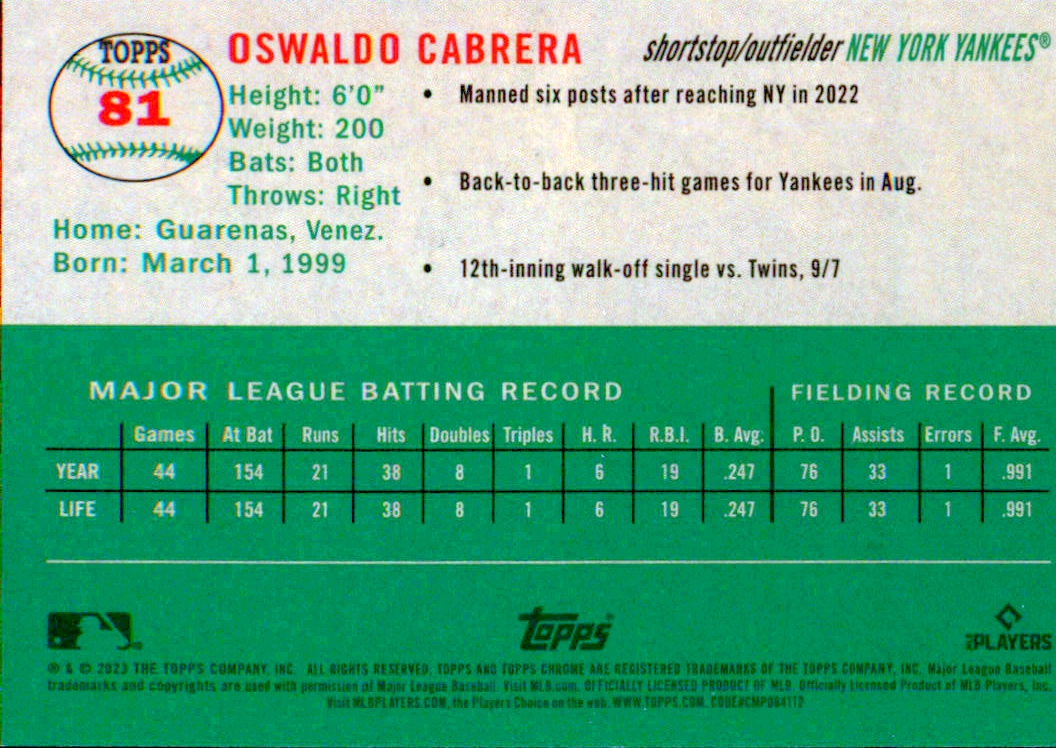 TOPPS
81
OSWALDO CABRERA
shortstop/outfielder NEW YORK YANKEES®
Height: 6'0"
Weight: 200
Bats: Both
Throws: Right
Home: Guarenas, Venez.
Born: March 1, 1999
• Manned six posts after reaching NY in 2022
• Back-to-back three-hit games for Yankees in Aug.
• 12th-inning walk-off single vs. Twins, 9/7
MAJOR LEAGUE BATTING RECORD FIELDING RECORD
Games At Bat Runs Hits Doubles Triples H. R. R.B.I. B. Avg. P. O. Assists Errors F. Avg.
YEAR 44 154 21 38 8 1 6 19 .247 76 33 1 .991
LIFE 44 154 21 38 8 1 6 19 .247 76 33 1 .991
Topps
PLAYERS
® & © 2023 THE TOPPS COMPANY, INC. ALL RIGHTS RESERVED. TOPPS AND TOPPS CHROME ARE REGISTERED TRADEMARKS OF THE TOPPS COMPANY, INC. Major League Baseball
trademarks and copyrights are used with permission of Major League Baseball. Visit MLB.com. OFFICIALLY LICENSED PRODUCT OF MLB. Officially Licensed Product of MLB Players, Inc.
Visit MLBPLAYERS.COM, the Players Choice on the web. WWW.TOPPS.COM. CODE#CMP084112